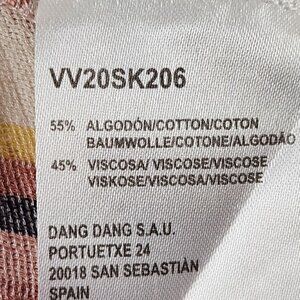 VV20SK206
55% ALGODÓN/COTTON/COTON
BAUMWOLLE/COTONE/ALGODÃO
45% VISCOSA/ VISCOSE/VISCOSE
VISKOSE/VISCOSA/VISCOSE
DANG DANG S.A.U.
PORTUETXE 24
20018 SAN SEBASTIÀN
SPAIN